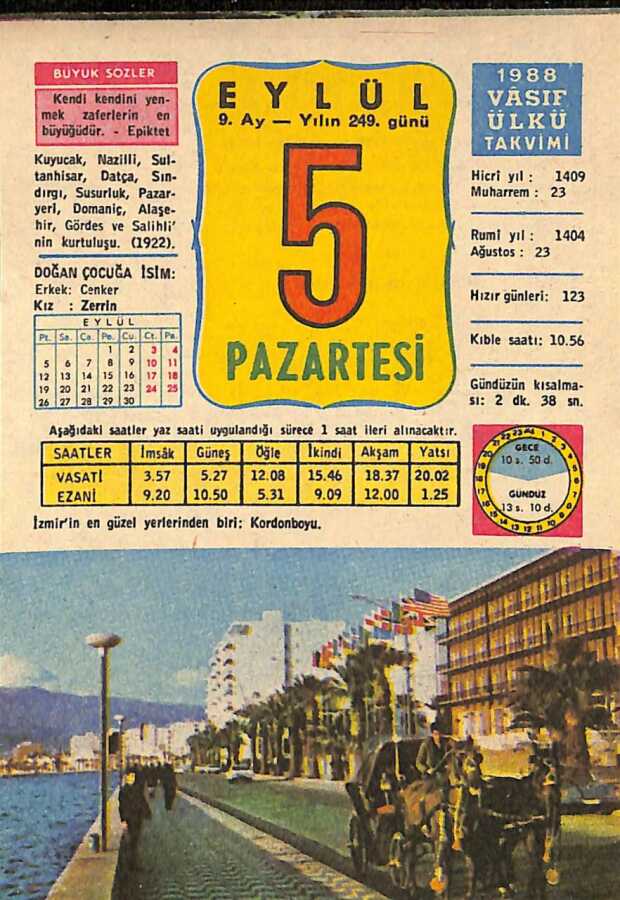 BÜYÜK SÖZLER
Kendi kendini yen-
mek zaferlerin en
büyüğüdür. - Epiktet
Kuyucak, Nazilli, Sul-
tanhisar, Datça, Sın-
dırgı, Susurluk, Pazar-
yeri, Domaniç, Alaşe-
hir, Gördes ve Salihli'
nin kurtuluşu. (1922).
DOĞAN ÇOCUĞA İSİM:
Erkek: Cenker
Kız : Zerrin
EYLÜL
Pt. Sa. Ça. Pe. Cu. Ct. Pa.
1 2 3 4
5 6 7 8 9 10 11
12 13 14 15 16 17 18
19 20 21 22 23 24 25
26 27 28 29 30
EYLÜL
9. Ay — Yılın 249. günü
5
PAZARTESİ
1988
VÂSIF
ÜLKÜ
TAKVİMİ
Hicrî yıl : 1409
Muharrem : 23
Rumî yıl : 1404
Ağustos : 23
Hızır günleri: 123
Kıble saatı: 10.56
Gündüzün kısalma-
sı: 2 dk. 38 sn.
Aşağıdaki saatler yaz saati uygulandığı sürece 1 saat ileri alınacaktır.
SAATLER İmsâk Güneş Öğle İkindi Akşam Yatsı
VASATİ 3.57 5.27 12.08 15.46 18.37 20.02
EZANİ 9.20 10.50 5.31 9.09 12.00 1.25
GECE
10 s. 50 d.
GÜNDÜZ
13 s. 10 d.
İzmir'in en güzel yerlerinden biri: Kordonboyu.